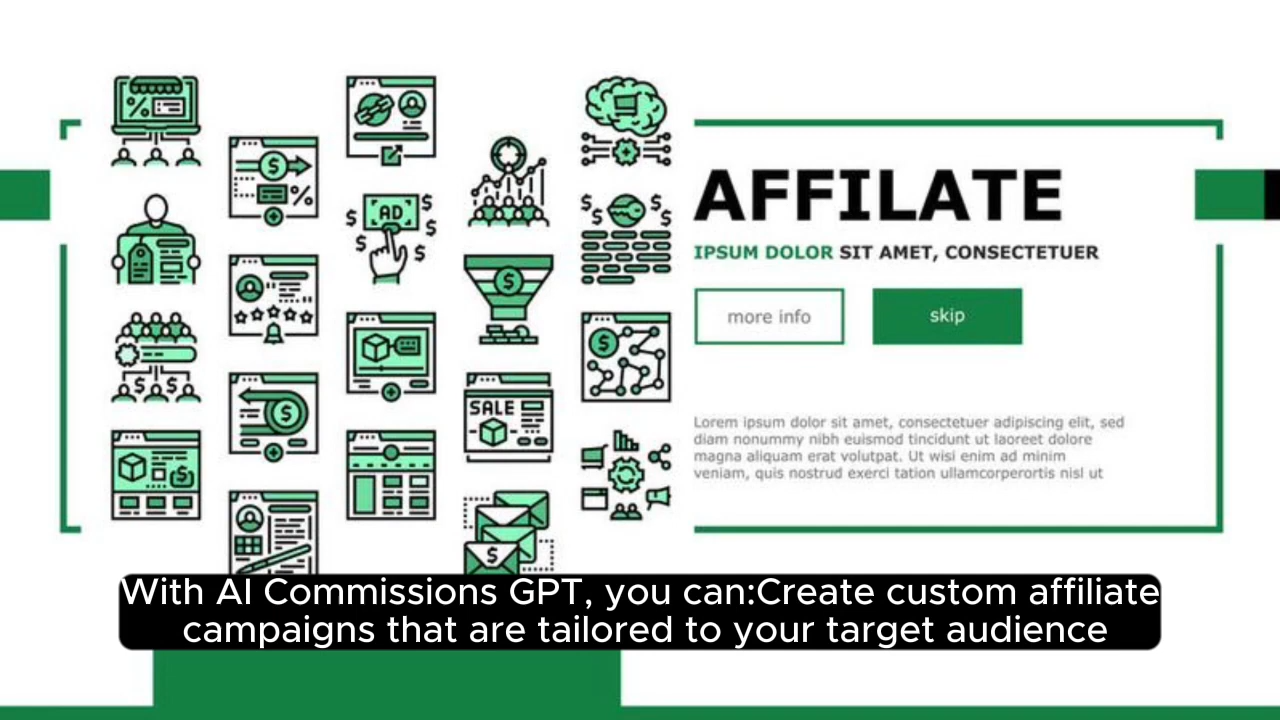 AD
SALE
AFFILATE
IPSUM DOLOR SIT AMET, CONSECTETUER
more info
skip
Lorem ipsum dolor sit amet, consectetuer adipiscing elit, sed
diam nonummy nibh euismod tincidunt ut laoreet dolore
magna aliquam erat volutpat. Ut wisi enim ad minim
veniam, quis nostrud exerci tation ullamcorperortis nisl ut
With AI Commissions GPT, you can:Create custom affiliate
campaigns that are tailored to your target audience